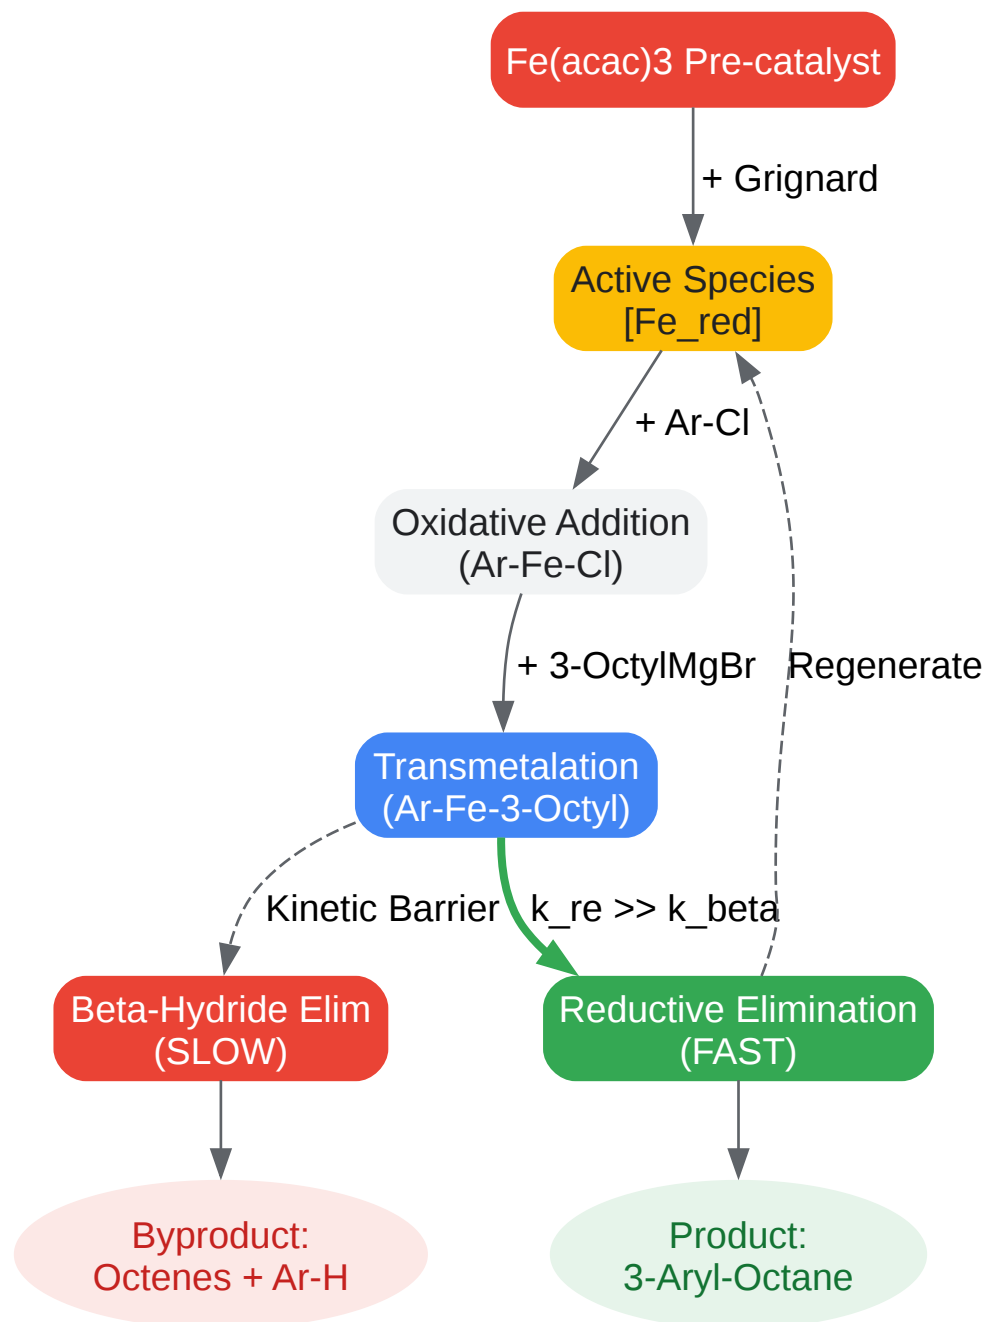 Fe(acac)3 Pre-catalyst
+ Grignard
Active Species
[Fe_red]
+ Ar-Cl
Oxidative Addition
(Ar-Fe-Cl)
+ 3-OctylMgBr
Regenerate
Transmetalation
(Ar-Fe-3-Octyl)
Kinetic Barrier
k_re >> k_beta
Beta-Hydride Elim
(SLOW)
Reductive Elimination
(FAST)
Byproduct:
Octenes + Ar-H
Product:
3-Aryl-Octane